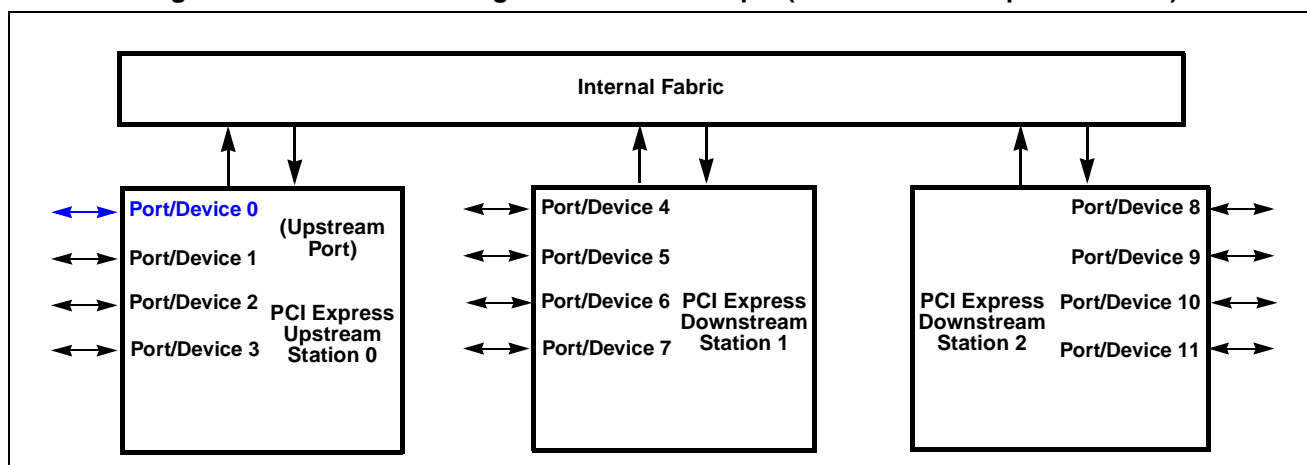 Internal Fabric
Port/Device 0
(Upstream
Port)
Port/Device 1
Port/Device 2
Port/Device 3
PCI Express
Upstream
Station 0
Port/Device 4
Port/Device 5
Port/Device 6
Port/Device 7
PCI Express
Downstream
Station 1
Port/Device 8
Port/Device 9
Port/Device 10
Port/Device 11
PCI Express
Downstream
Station 2